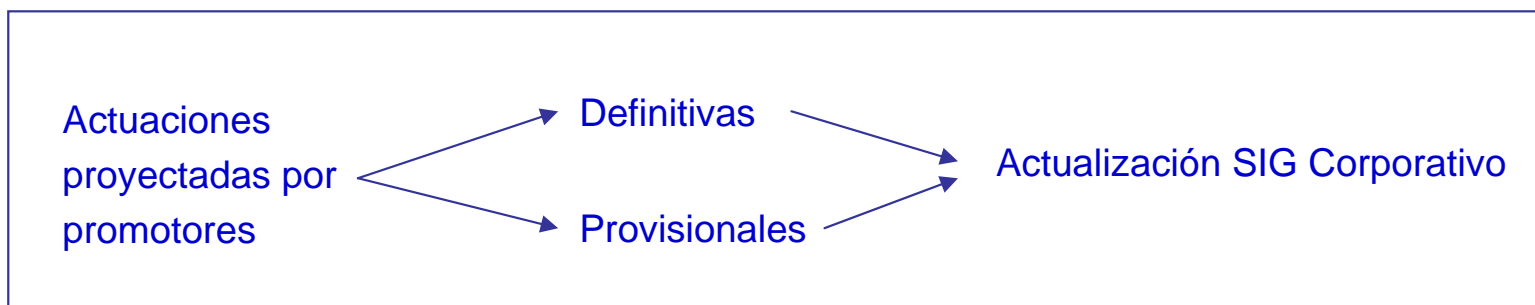 Actuaciones
proyectadas por
promotores
Definitivas
Provisionales
Actualización SIG Corporativo